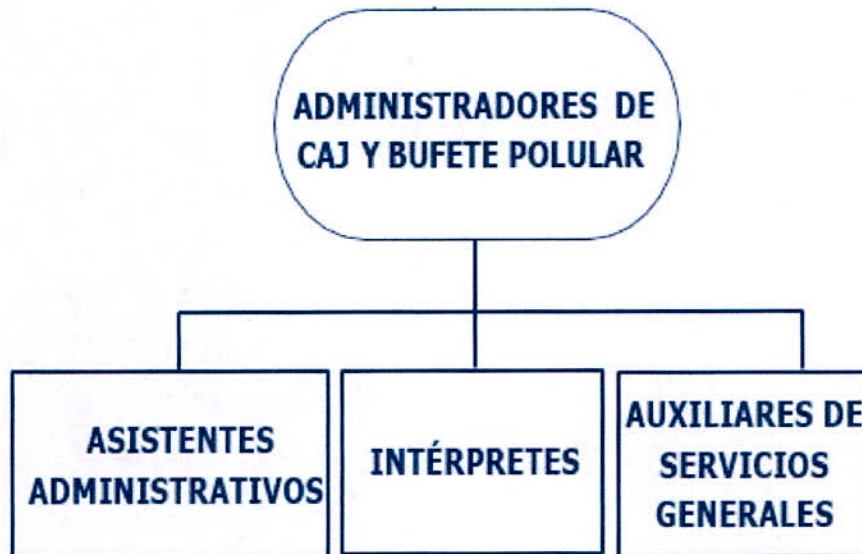 ADMINISTRADORES DE
CAJ Y BUFETE POLULAR
ASISTENTES
ADMINISTRATIVOS
INTÉRPRETES
AUXILIARES DE
SERVICIOS
GENERALES